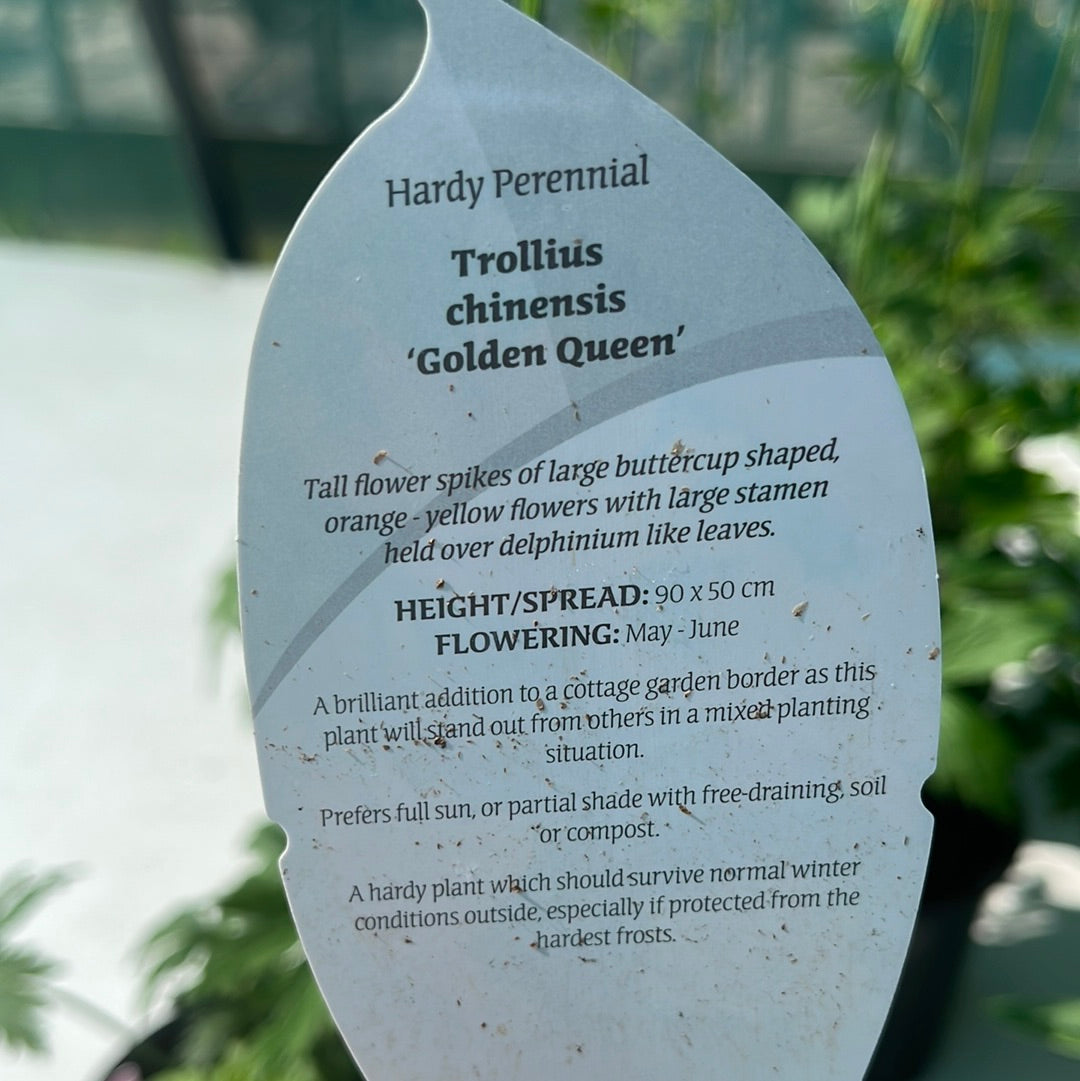 Hardy Perennial
Trollius
chinensis
‘Golden Queen’
Tall flower spikes of large buttercup shaped,
orange - yellow flowers with large stamen
held over delphinium like leaves.
HEIGHT/SPREAD: 90 x 50 cm
FLOWERING: May - June
A brilliant addition to a cottage garden border as this
plant will stand out from others in a mixed planting
situation.
Prefers full sun, or partial shade with free-draining, soil
or compost.
A hardy plant which should survive normal winter
conditions outside, especially if protected from the
hardest frosts.